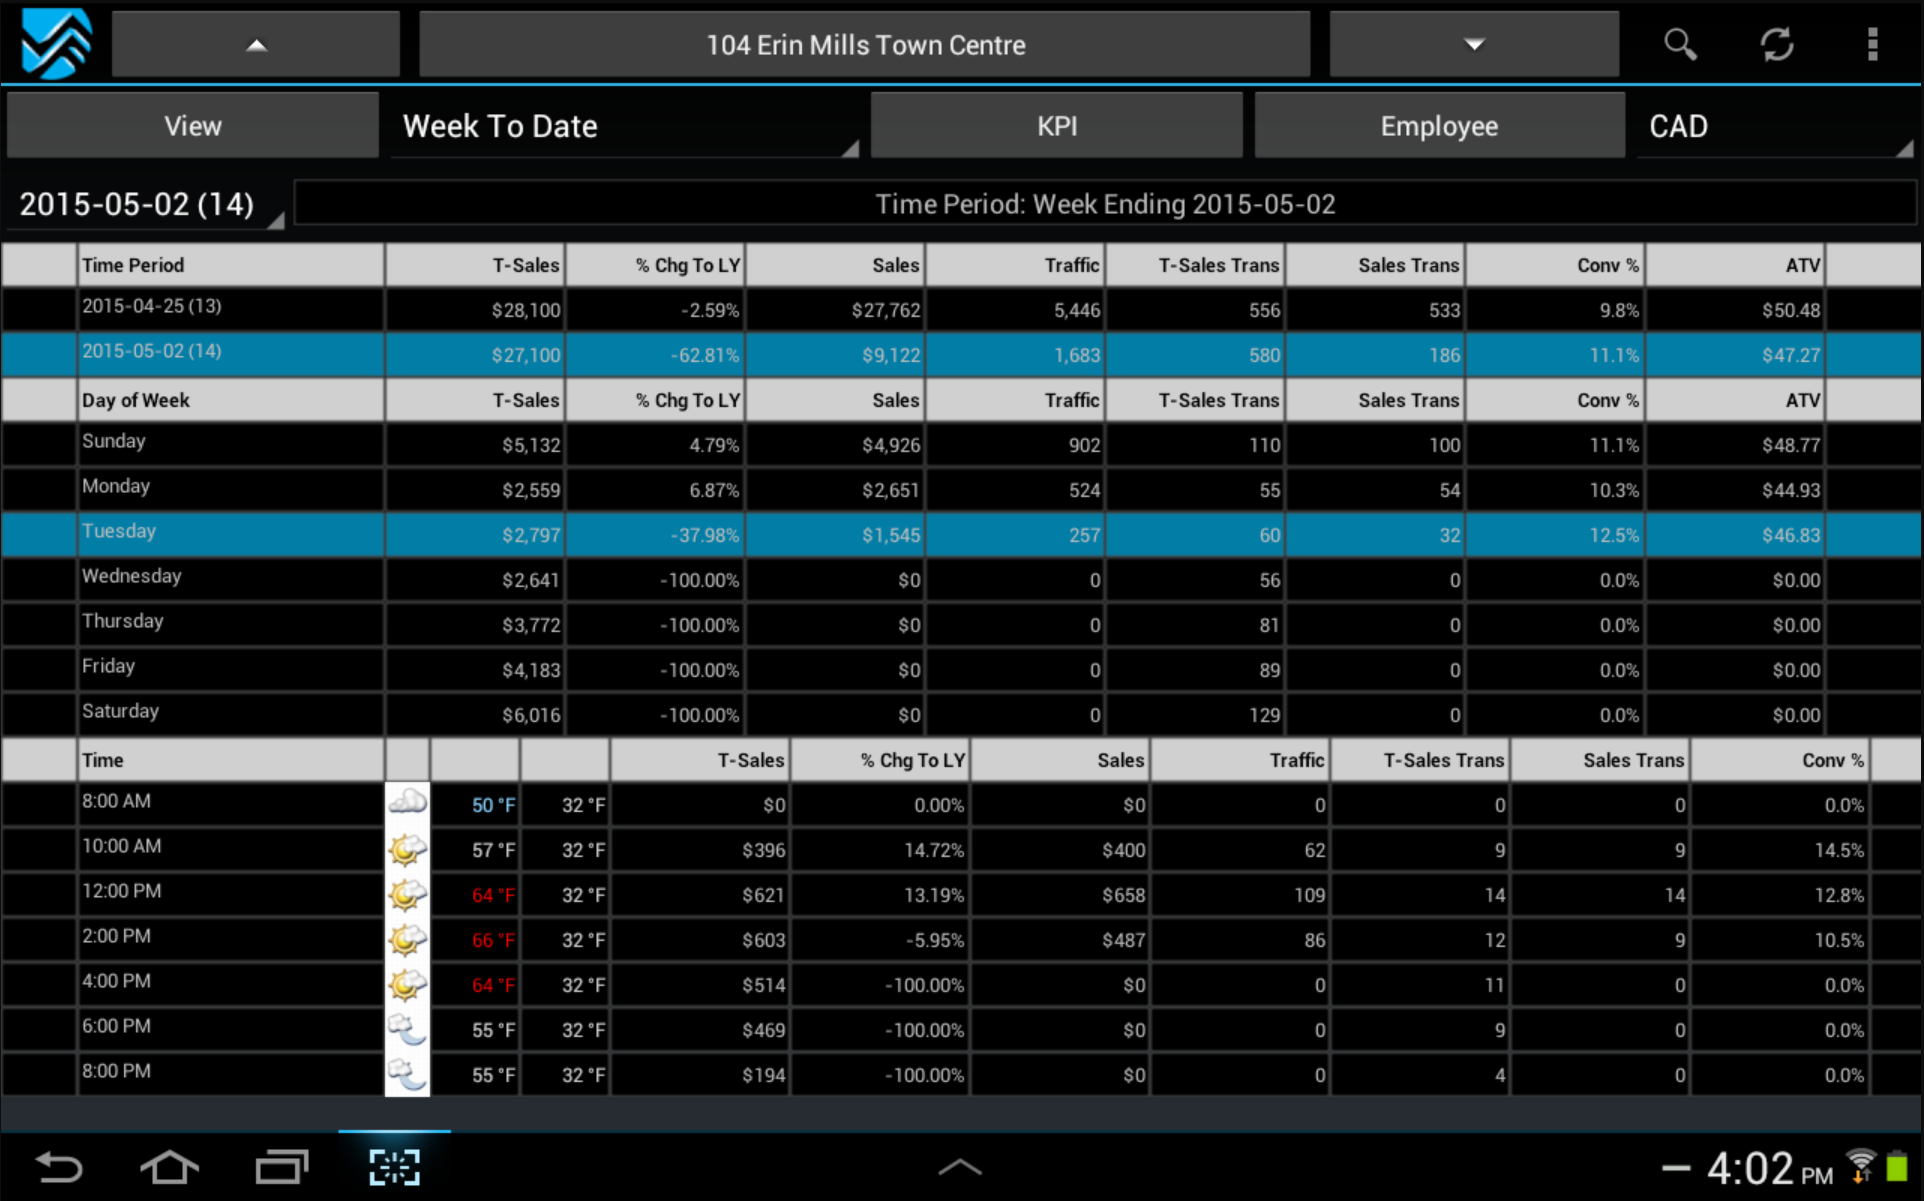 104 Erin Mills Town Centre
View Week To Date KPI Employee CAD
2015-05-02 (14) Time Period: Week Ending 2015-05-02
Time Period T-Sales % Chg To LY Sales Traffic T-Sales Trans Sales Trans Conv % ATV
2015-04-25 (13) $28,100 -2.59% $27,762 5,446 556 533 9.8% $50.48
2015-05-02 (14) $27,100 -62.81% $9,122 1,683 580 186 11.1% $47.27
Day of Week T-Sales % Chg To LY Sales Traffic T-Sales Trans Sales Trans Conv % ATV
Sunday $5,132 4.79% $4,926 902 110 100 11.1% $48.77
Monday $2,559 6.87% $2,651 524 55 54 10.3% $44.93
Tuesday $2,797 -37.98% $1,545 257 60 32 12.5% $46.83
Wednesday $2,641 -100.00% $0 0 56 0 0.0% $0.00
Thursday $3,772 -100.00% $0 0 81 0 0.0% $0.00
Friday $4,183 -100.00% $0 0 89 0 0.0% $0.00
Saturday $6,016 -100.00% $0 0 129 0 0.0% $0.00
Time T-Sales % Chg To LY Sales Traffic T-Sales Trans Sales Trans Conv %
8:00 AM 50 °F 32 °F $0 0.00% $0 0 0 0 0.0%
10:00 AM 57 °F 32 °F $396 14.72% $400 62 9 9 14.5%
12:00 PM 64 °F 32 °F $621 13.19% $658 109 14 14 12.8%
2:00 PM 66 °F 32 °F $603 -5.95% $487 86 12 9 10.5%
4:00 PM 64 °F 32 °F $514 -100.00% $0 0 11 0 0.0%
6:00 PM 55 °F 32 °F $469 -100.00% $0 0 9 0 0.0%
8:00 PM 55 °F 32 °F $194 -100.00% $0 0 4 0 0.0%
4:02 PM